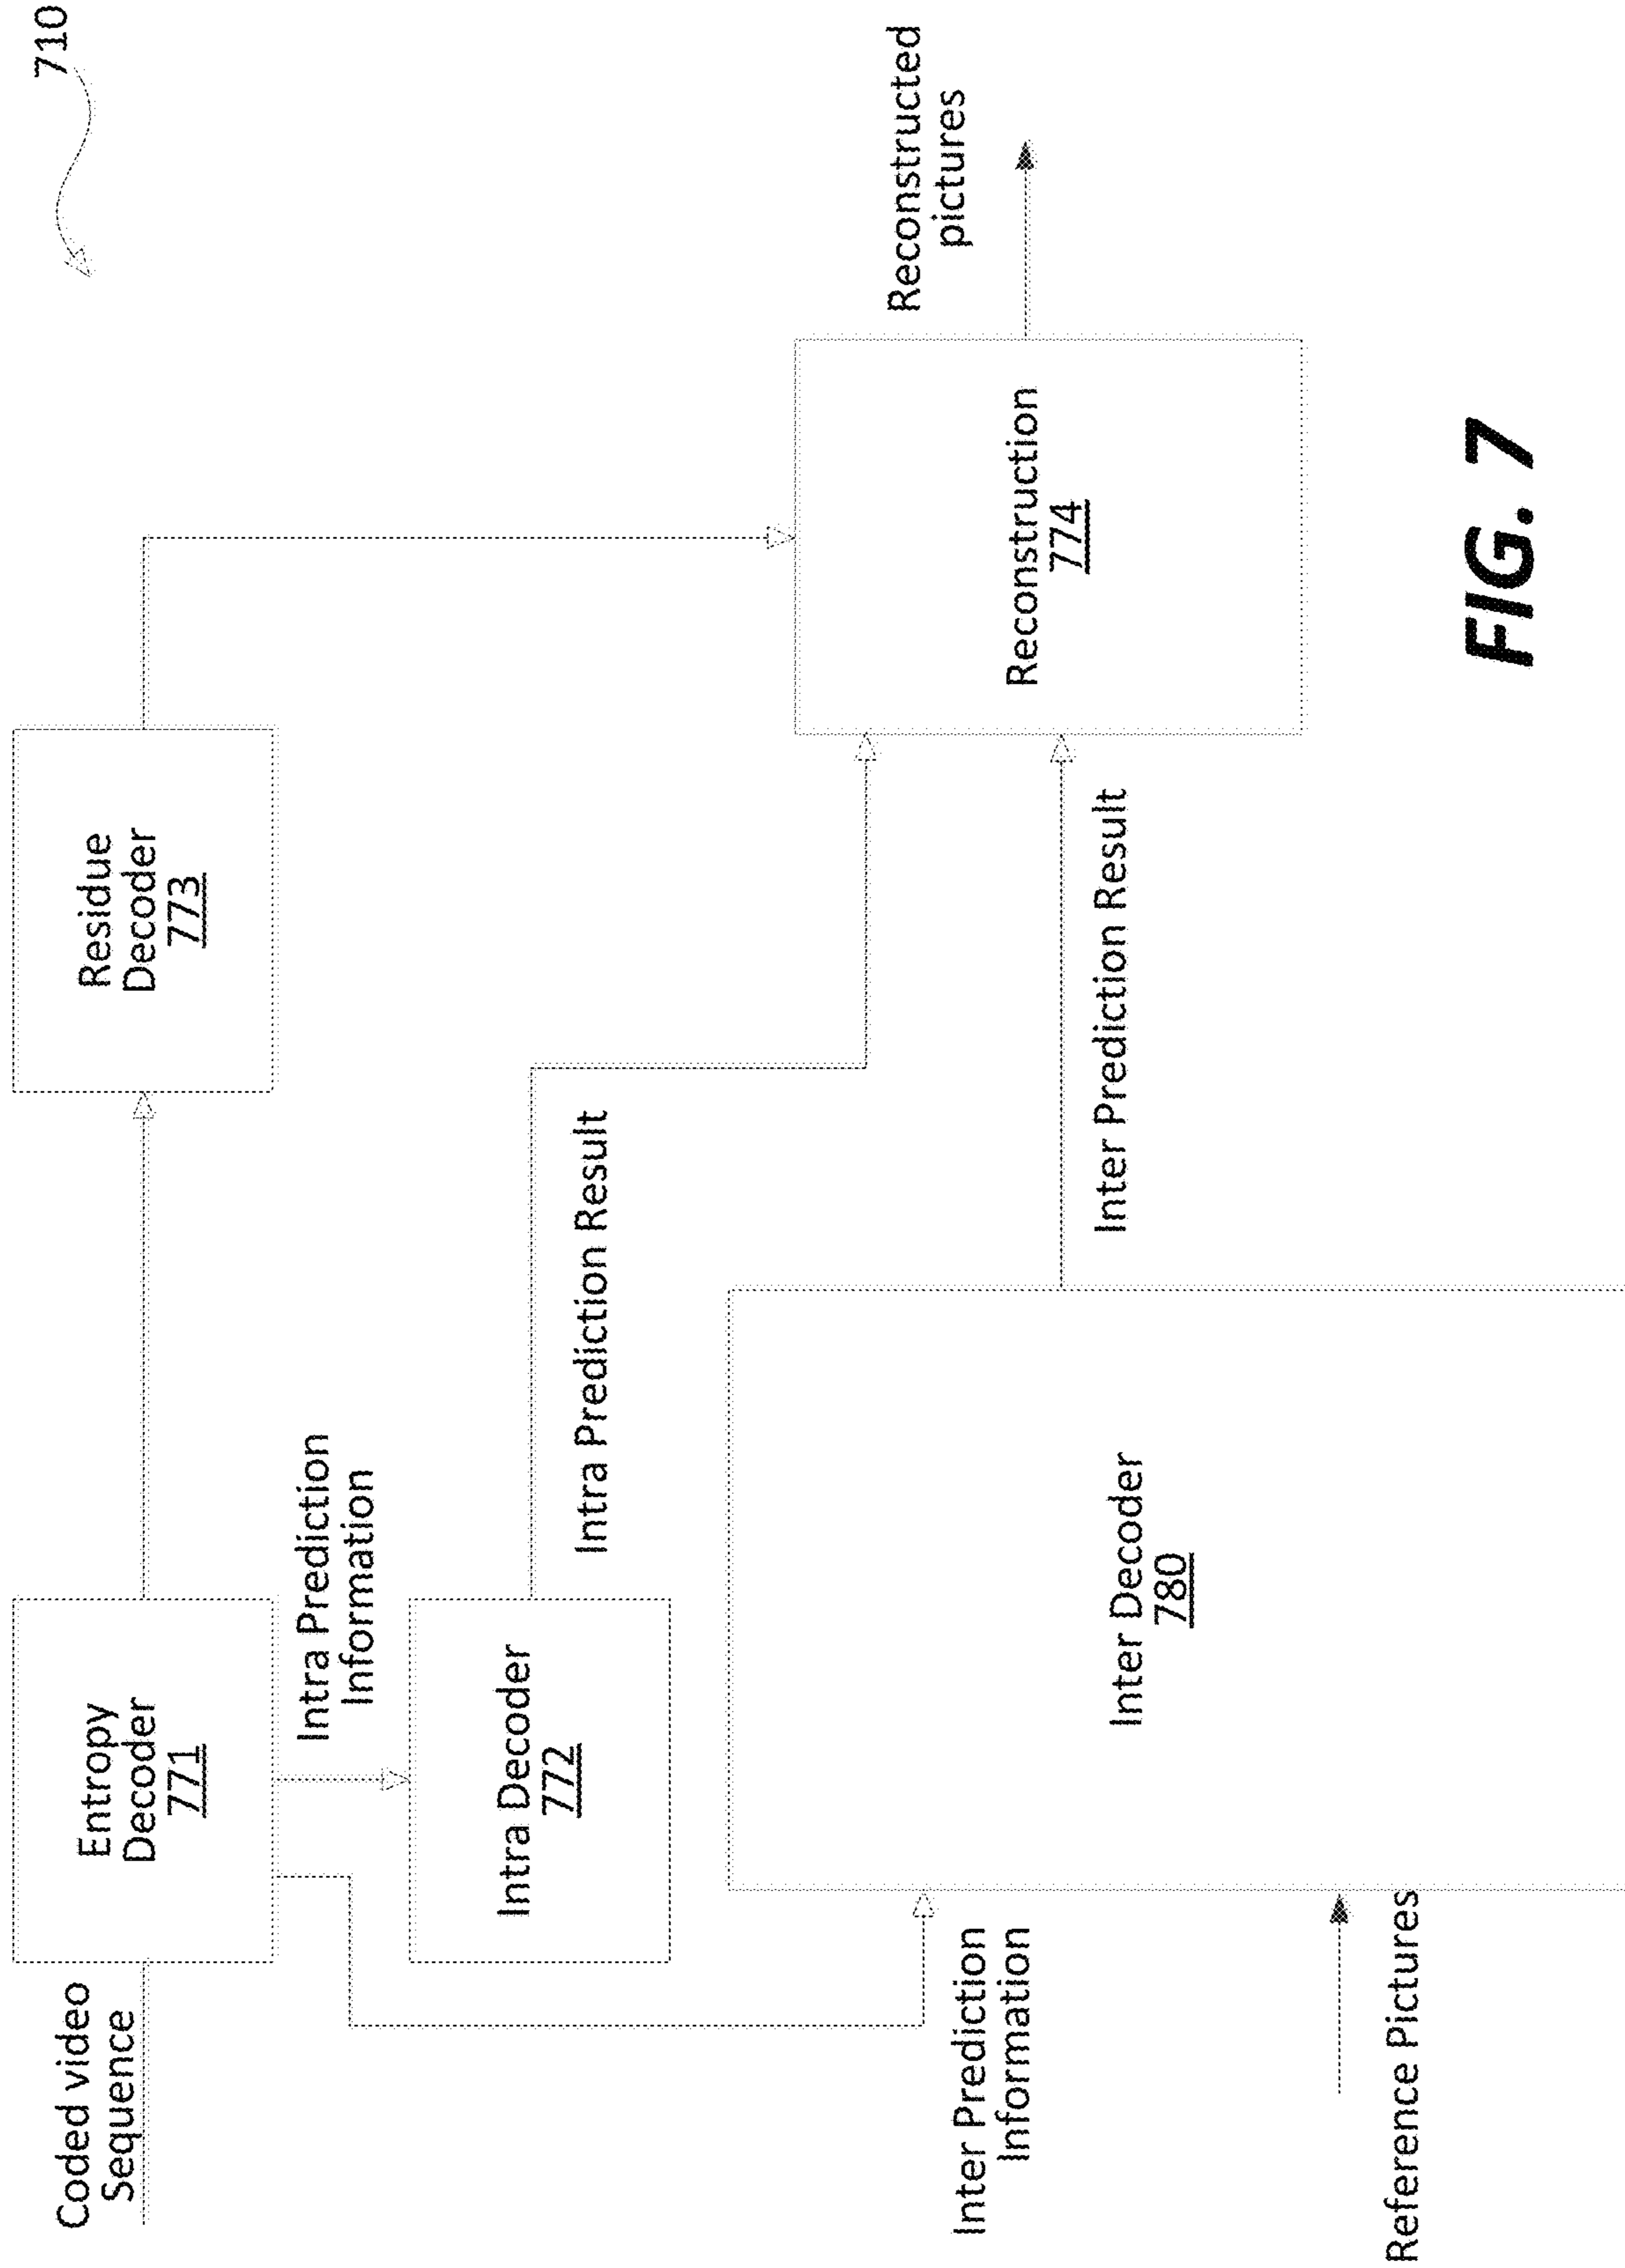 710
Coded video
Sequence
Entropy
Decoder
771
Residue
Decoder
773
Intra Prediction
Information
Intra Decoder
772
Intra Prediction Result
Inter Prediction
Information
Inter Decoder
780
Inter Prediction Result
Reconstruction
774
Reconstructed
pictures
Reference Pictures
FIG. 7